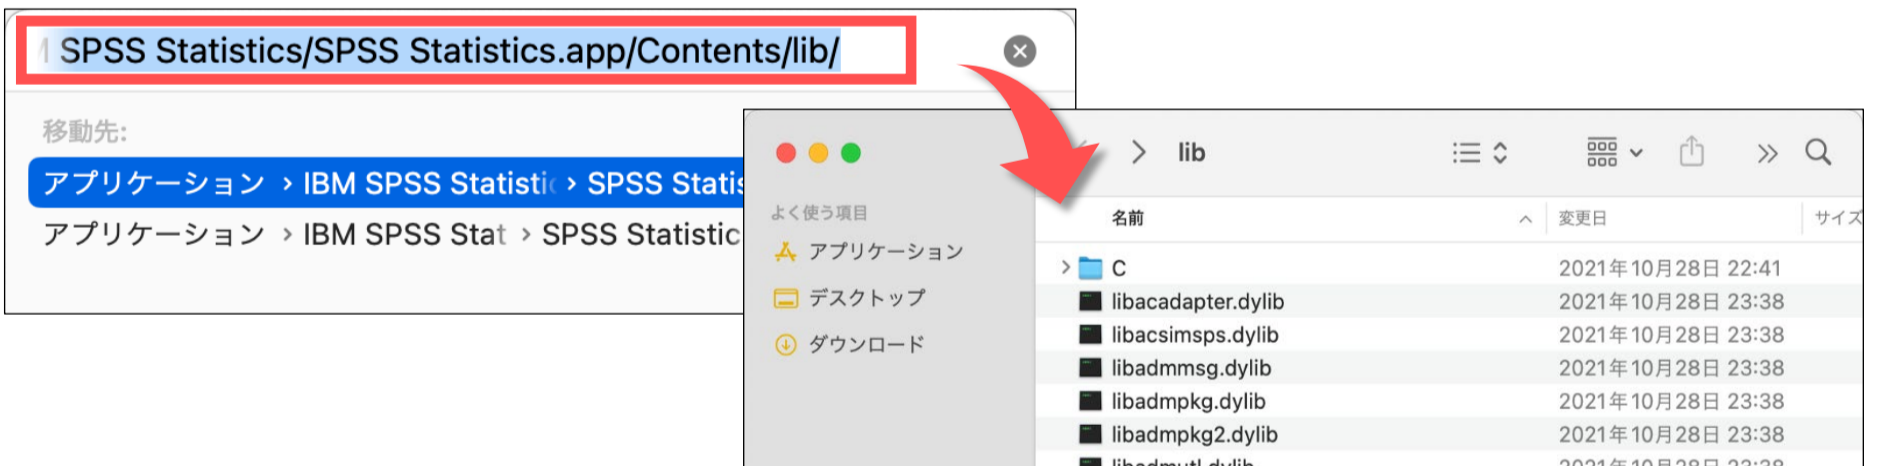 SPSS Statistics/SPSS Statistics.app/Contents/lib/
移動先:
アプリケーション › IBM SPSS Statisti › SPSS Statis
アプリケーション › IBM SPSS Stat › SPSS Statistic
lib
よく使う項目
アプリケーション
デスクトップ
ダウンロード
名前 変更日 サイズ
C 2021年10月28日 22:41
libacadapter.dylib 2021年10月28日 23:38
libacsimsps.dylib 2021年10月28日 23:38
libadmmsg.dylib 2021年10月28日 23:38
libadmpkg.dylib 2021年10月28日 23:38
libadmpkg2.dylib 2021年10月28日 23:38